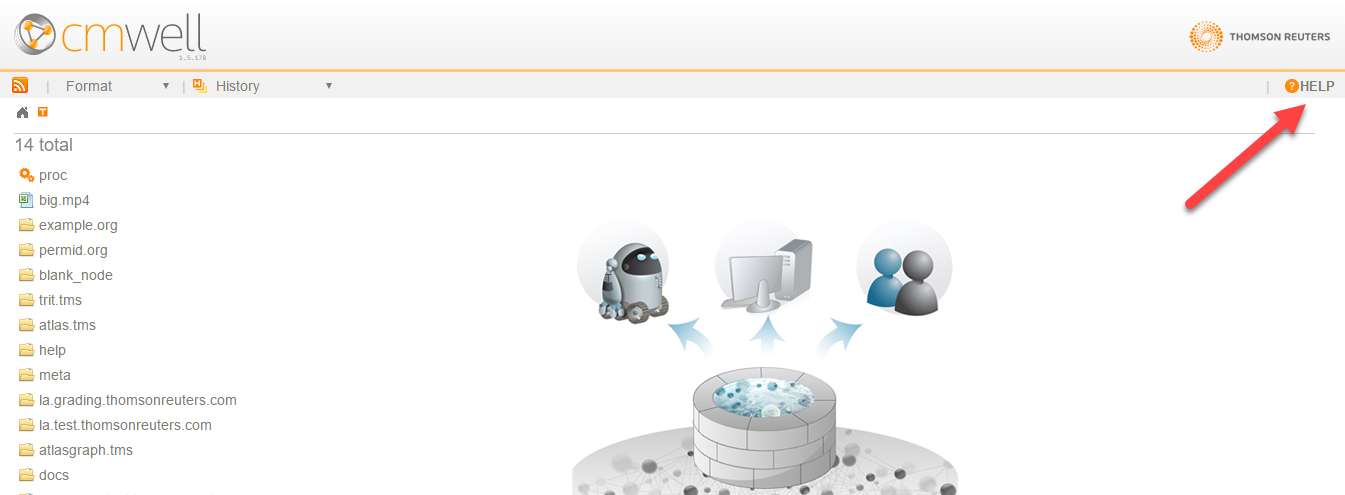 cmwell
1.5.178
THOMSON REUTERS
| Format ▼ | History ▼ | HELP
14 total
proc
big.mp4
example.org
permid.org
blank_node
trit.tms
atlas.tms
help
meta
la.grading.thomsonreuters.com
la.test.thomsonreuters.com
atlasgraph.tms
docs